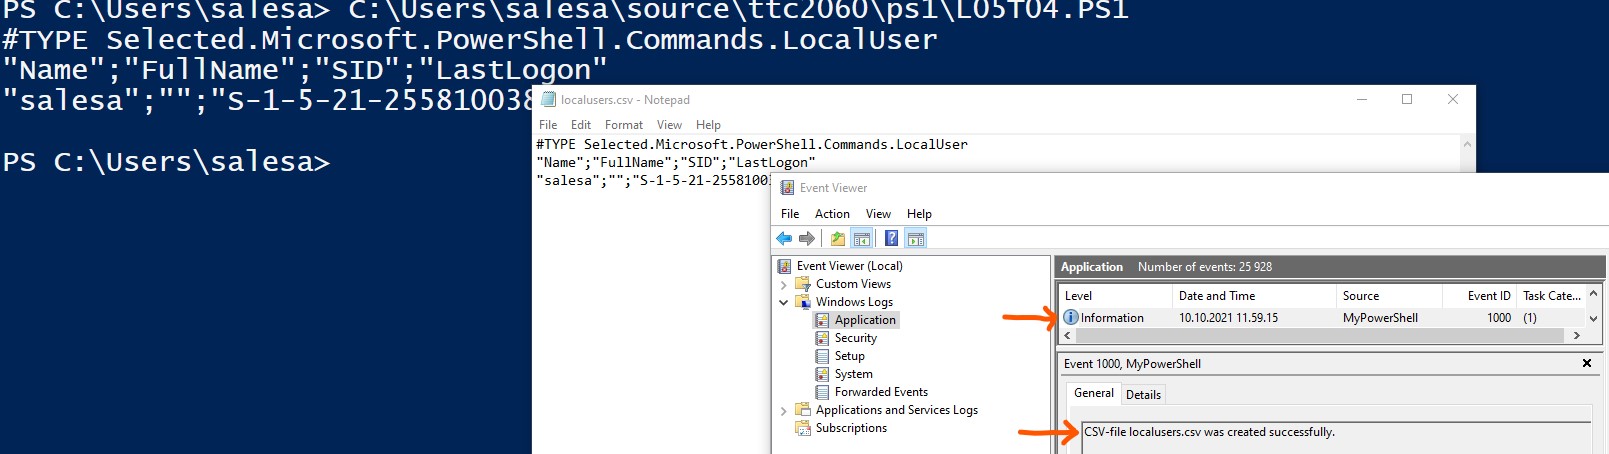 PS C:\Users\salesa> C:\Users\salesa\source\ttc2060\ps1\L05T04.PS1
#TYPE Selected.Microsoft.PowerShell.Commands.LocalUser
"Name";"FullName";"SID";"LastLogon"
"salesa";"";"S-1-5-21-255810038
PS C:\Users\salesa>
localusers.csv - Notepad
File Edit Format View Help
#TYPE Selected.Microsoft.PowerShell.Commands.LocalUser
"Name";"FullName";"SID";"LastLogon"
"salesa";"";"S-1-5-21-2558100
Event Viewer
File Action View Help
Event Viewer (Local)
Custom Views
Windows Logs
Application
Security
Setup
System
Forwarded Events
Applications and Services Logs
Subscriptions
Application Number of events: 25 928
Level Date and Time Source Event ID Task Cate...
Information 10.10.2021 11.59.15 MyPowerShell 1000 (1)
Event 1000, MyPowerShell
General Details
CSV-file localusers.csv was created successfully.